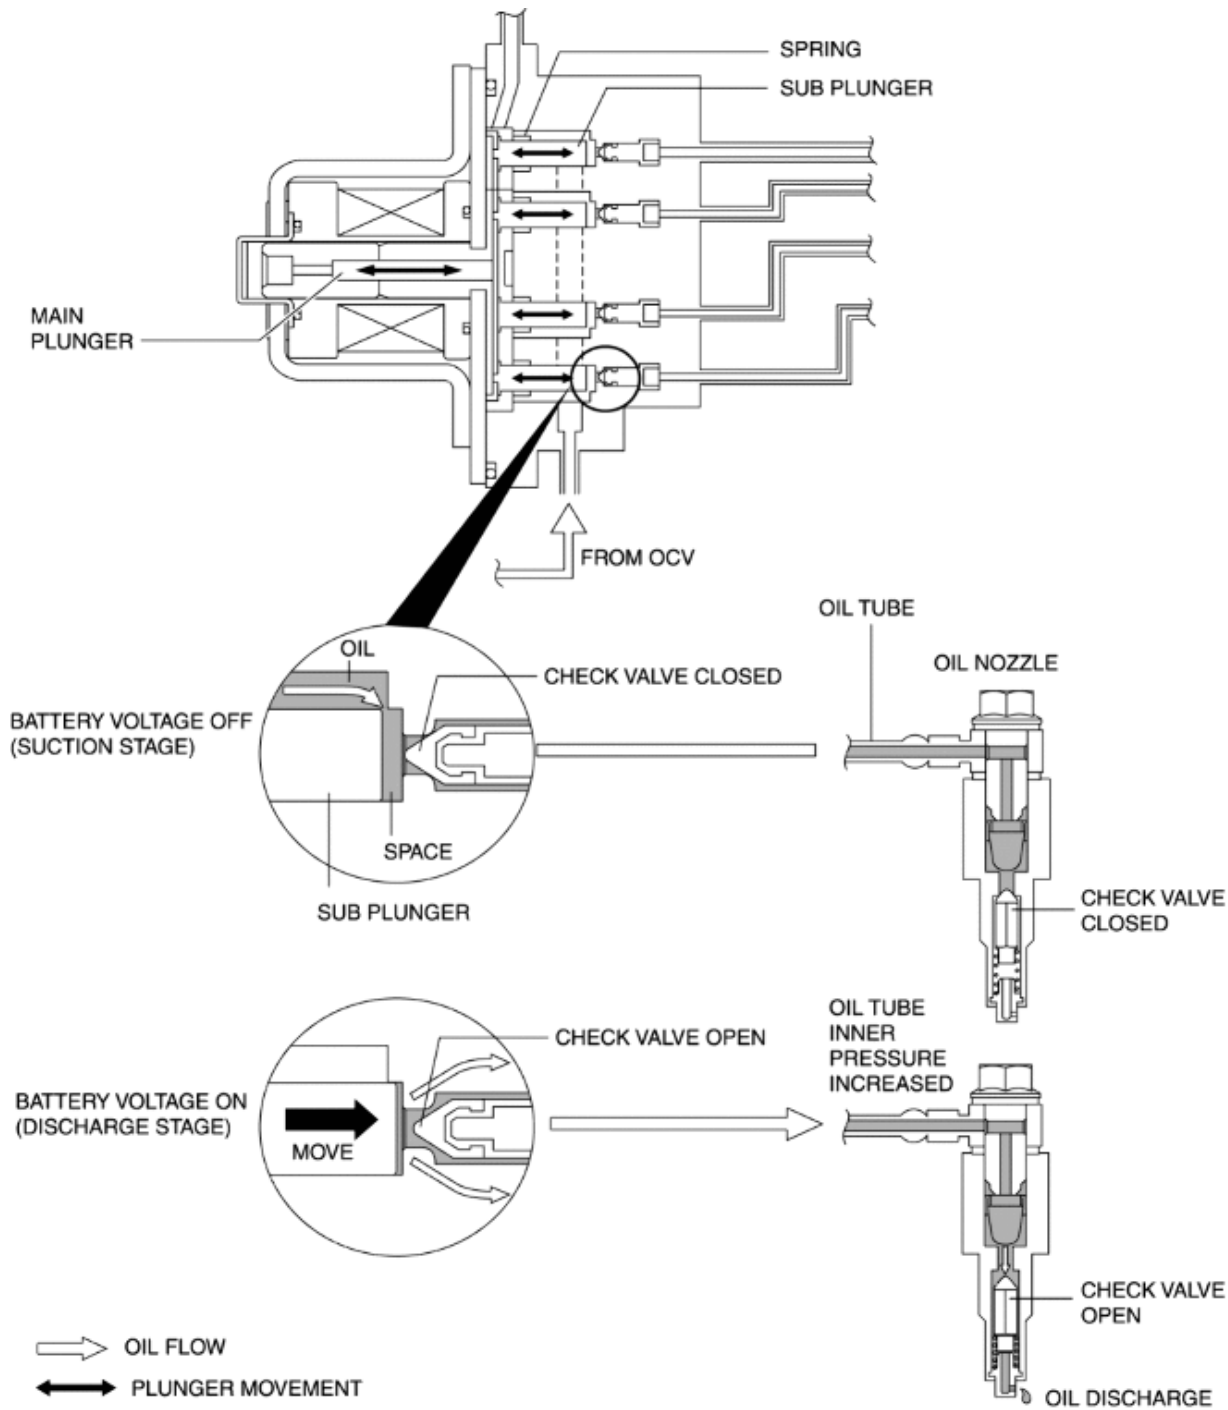 SPRING
SUB PLUNGER
MAIN
PLUNGER
FROM OCV
OIL TUBE
OIL NOZZLE
OIL
CHECK VALVE CLOSED
BATTERY VOLTAGE OFF
(SUCTION STAGE)
SPACE
SUB PLUNGER
CHECK VALVE
CLOSED
OIL TUBE
INNER
PRESSURE
INCREASED
CHECK VALVE OPEN
BATTERY VOLTAGE ON
(DISCHARGE STAGE)
MOVE
CHECK VALVE
OPEN
OIL FLOW
PLUNGER MOVEMENT
OIL DISCHARGE